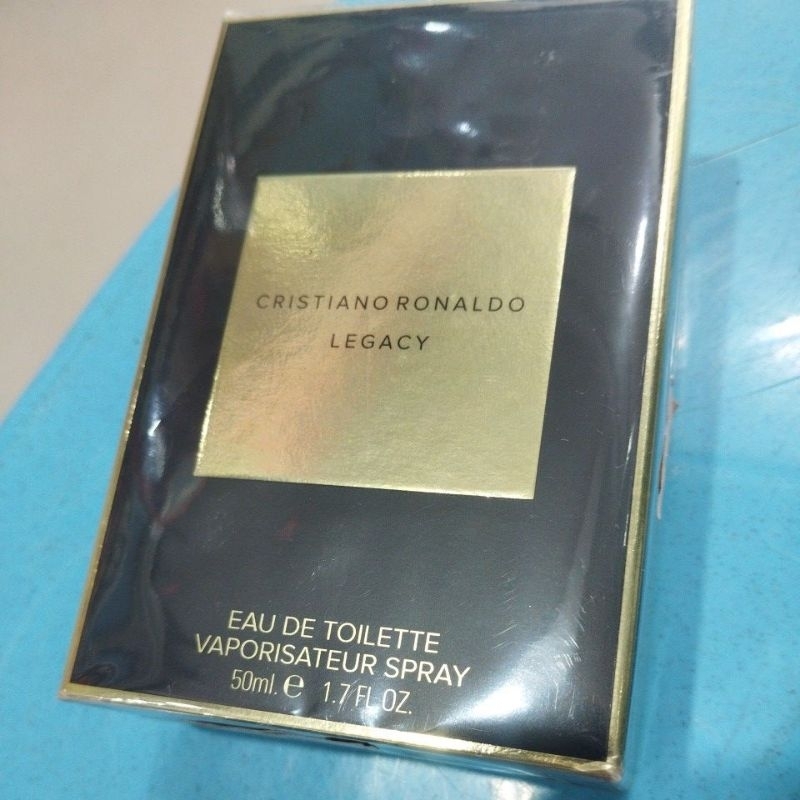 CRISTIANO RONALDO
LEGACY
EAU DE TOILETTE
VAPORISATEUR SPRAY
50ml. ℮ 1.7 FL.OZ.